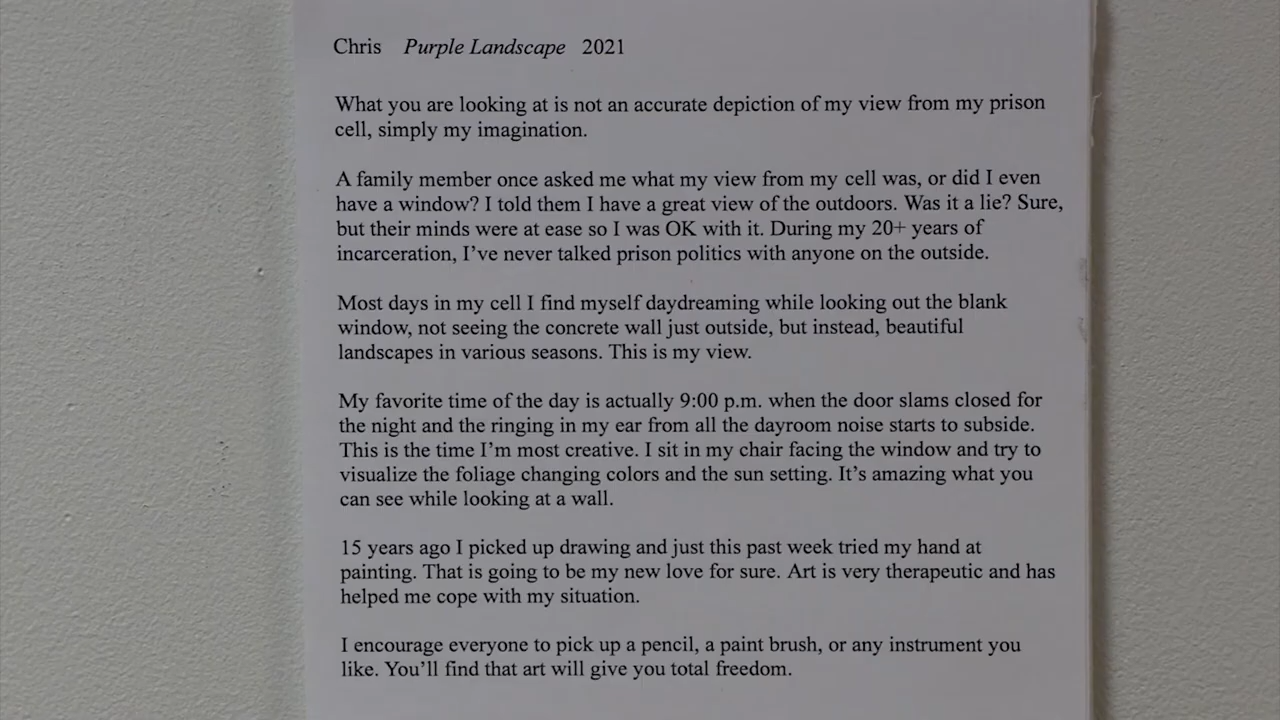 Chris Purple Landscape 2021
What you are looking at is not an accurate depiction of my view from my prison
cell, simply my imagination.
A family member once asked me what my view from my cell was, or did I even
have a window? I told them I have a great view of the outdoors. Was it a lie? Sure,
but their minds were at ease so I was OK with it. During my 20+ years of
incarceration, I’ve never talked prison politics with anyone on the outside.
Most days in my cell I find myself daydreaming while looking out the blank
window, not seeing the concrete wall just outside, but instead, beautiful
landscapes in various seasons. This is my view.
My favorite time of the day is actually 9:00 p.m. when the door slams closed for
the night and the ringing in my ear from all the dayroom noise starts to subside.
This is the time I’m most creative. I sit in my chair facing the window and try to
visualize the foliage changing colors and the sun setting. It’s amazing what you
can see while looking at a wall.
15 years ago I picked up drawing and just this past week tried my hand at
painting. That is going to be my new love for sure. Art is very therapeutic and has
helped me cope with my situation.
I encourage everyone to pick up a pencil, a paint brush, or any instrument you
like. You’ll find that art will give you total freedom.